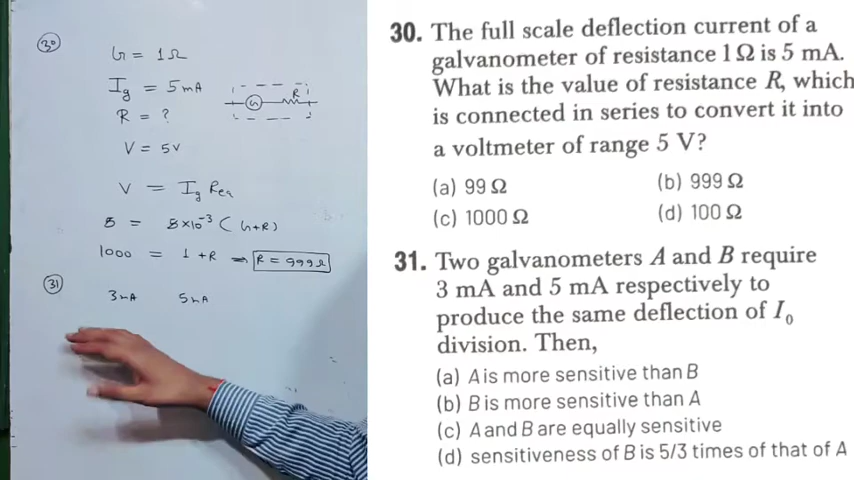 30
G = 1Ω
Ig = 5mA
G R
R = ?
V = 5V
V = Ig Req
5 = 5×10⁻³ (G+R)
1000 = 1 + R ⇒ R = 999Ω
31
3mA 5mA
30. The full scale deflection current of a
galvanometer of resistance 1Ω is 5 mA.
What is the value of resistance R, which
is connected in series to convert it into
a voltmeter of range 5 V?
(a) 99 Ω (b) 999 Ω
(c) 1000 Ω (d) 100 Ω
31. Two galvanometers A and B require
3 mA and 5 mA respectively to
produce the same deflection of I₀
division. Then,
(a) A is more sensitive than B
(b) B is more sensitive than A
(c) A and B are equally sensitive
(d) sensitiveness of B is 5/3 times of that of A